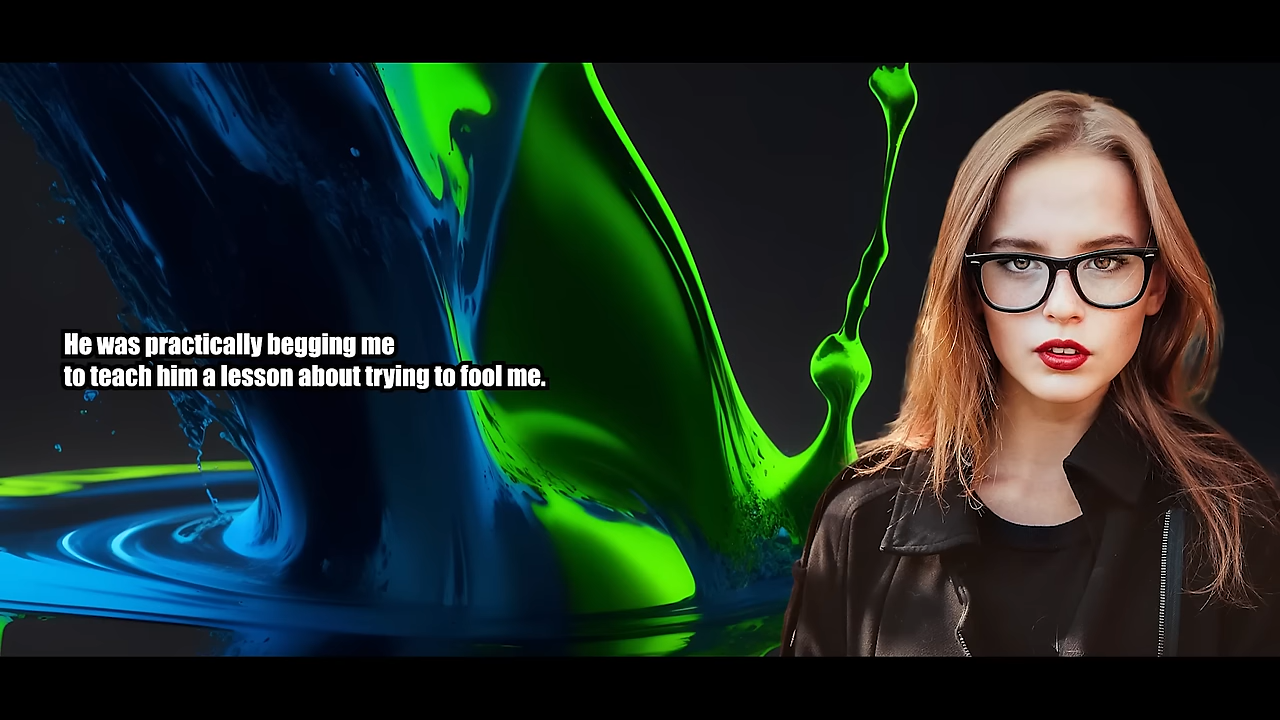 He was practically begging me
to teach him a lesson about trying to fool me.